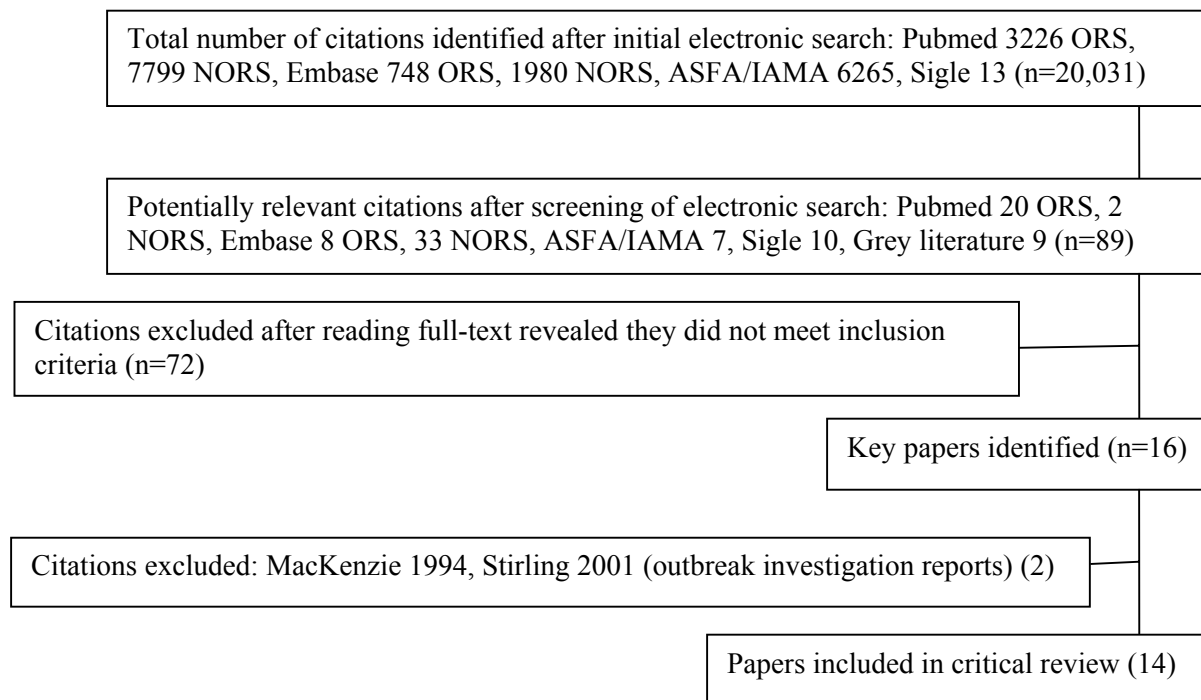 Total number of citations identified after initial electronic search: Pubmed 3226 ORS,
7799 NORS, Embase 748 ORS, 1980 NORS, ASFA/IAMA 6265, Sigle 13 (n=20,031)
Potentially relevant citations after screening of electronic search: Pubmed 20 ORS, 2
NORS, Embase 8 ORS, 33 NORS, ASFA/IAMA 7, Sigle 10, Grey literature 9 (n=89)
Citations excluded after reading full-text revealed they did not meet inclusion
criteria (n=72)
Key papers identified (n=16)
Citations excluded: MacKenzie 1994, Stirling 2001 (outbreak investigation reports) (2)
Papers included in critical review (14)